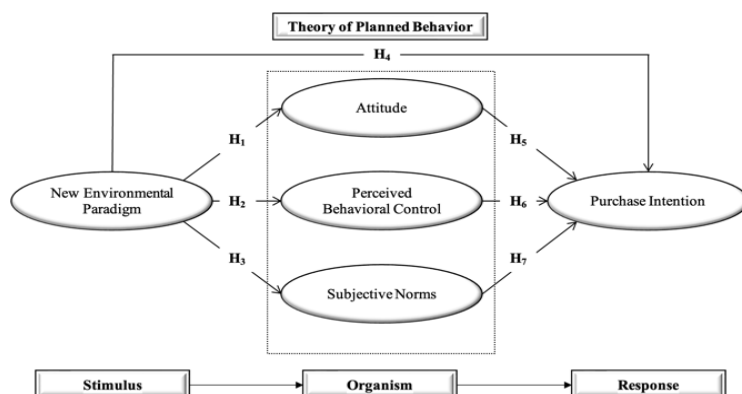 Theory of Planned Behavior
H4
Attitude
H1
H5
New Environmental
Paradigm
H2
Perceived
Behavioral Control
H6
Purchase Intention
H3
H7
Subjective Norms
Stimulus
Organism
Response